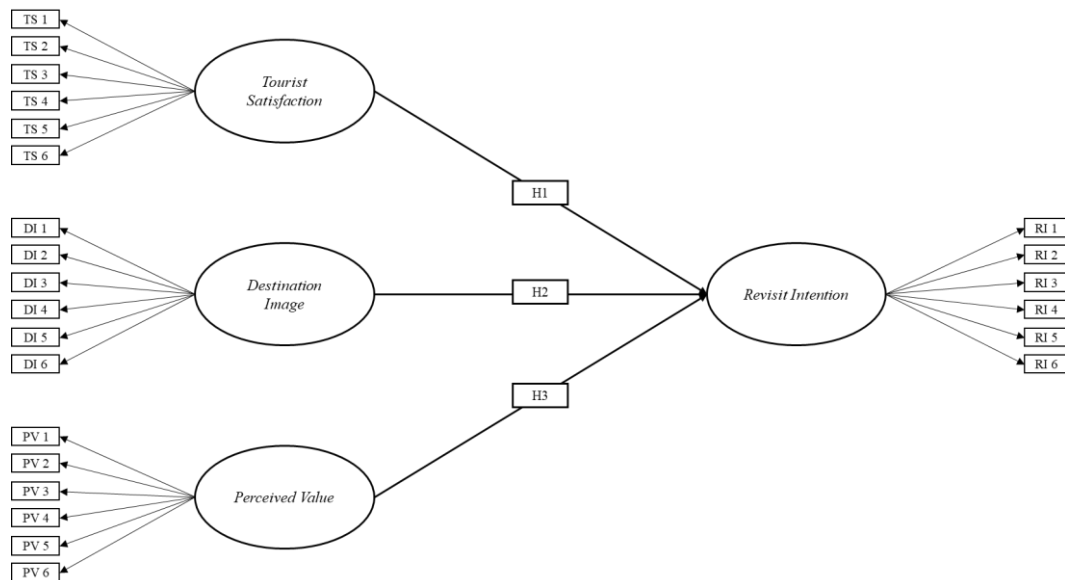 TS 1
TS 2
TS 3
TS 4
TS 5
TS 6
Tourist
Satisfaction
H1
DI 1
DI 2
DI 3
DI 4
DI 5
DI 6
Destination
Image
H2
Revisit Intention
RI 1
RI 2
RI 3
RI 4
RI 5
RI 6
H3
PV 1
PV 2
PV 3
PV 4
PV 5
PV 6
Perceived Value